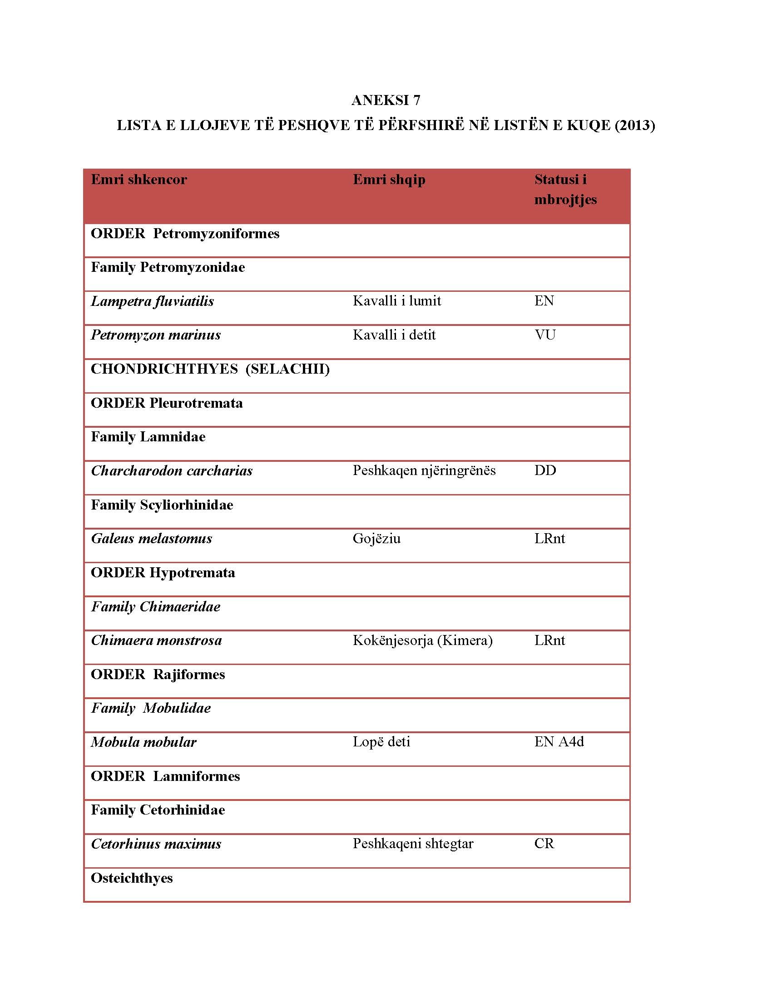 ANEKSI 7
LISTA E LLOJEVE TË PESHQVE TË PËRFSHIRË NË LISTËN E KUQE (2013)
Emri shkencor Emri shqip Statusi i
mbrojtjes
ORDER  Petromyzoniformes
Family Petromyzonidae
Lampetra fluviatilis Kavalli i lumit EN
Petromyzon marinus Kavalli i detit VU
CHONDRICHTHYES  (SELACHII)
ORDER Pleurotremata
Family Lamnidae
Charcharodon carcharias Peshkaqen njëringrënës DD
Family Scyliorhinidae
Galeus melastomus Gojëziu LRnt
ORDER Hypotremata
Family Chimaeridae
Chimaera monstrosa Kokënjesorja (Kimera) LRnt
ORDER  Rajiformes
Family  Mobulidae
Mobula mobular Lopë deti EN A4d
ORDER  Lamniformes
Family Cetorhinidae
Cetorhinus maximus Peshkaqeni shtegtar CR
Osteichthyes